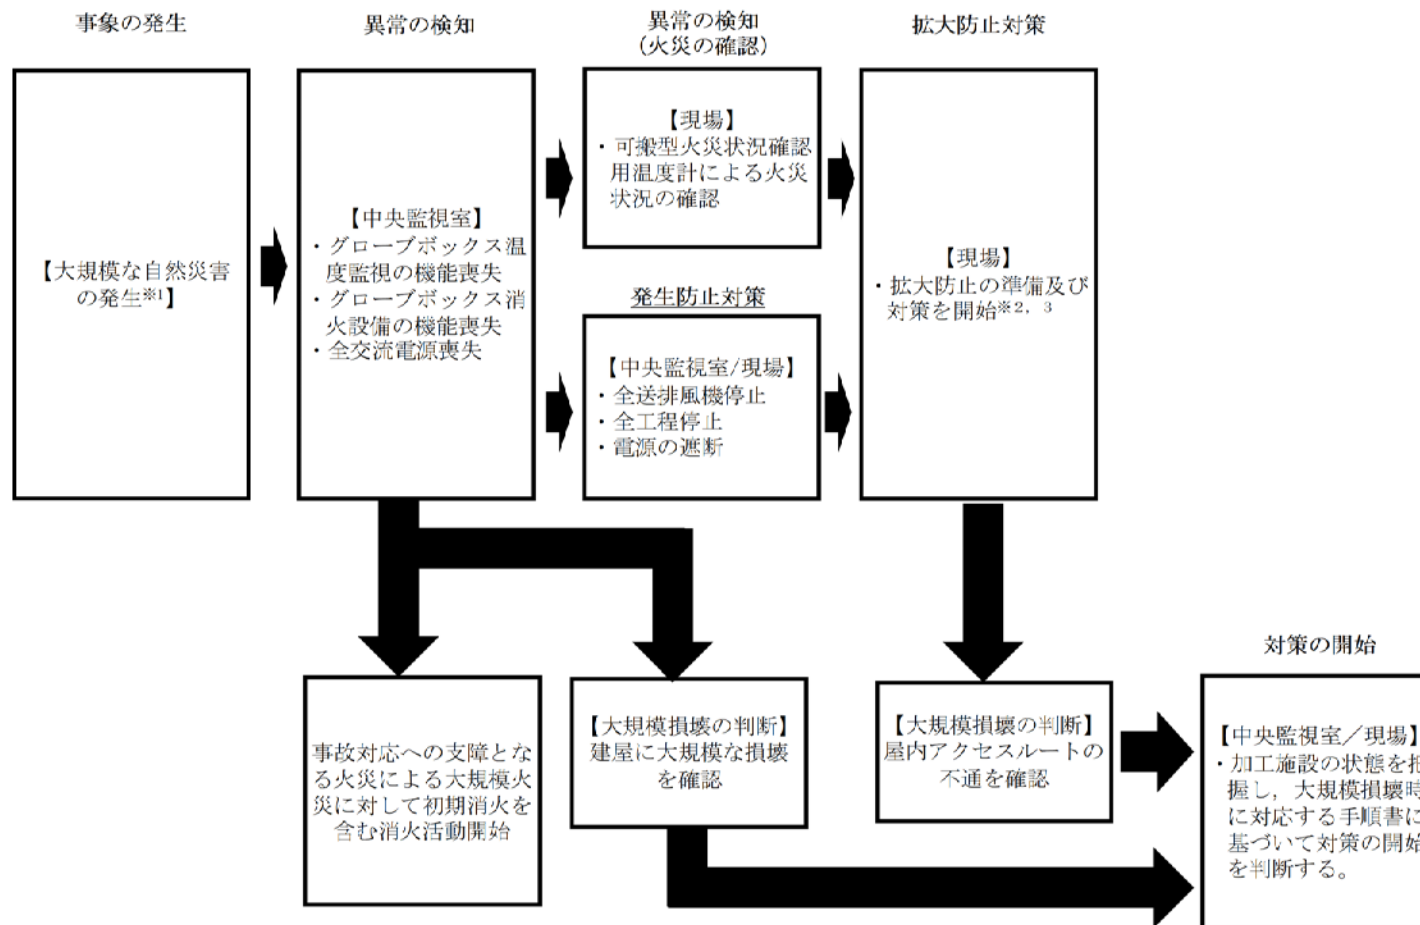 事象の発生
異常の検知
異常の検知
(火災の確認)
拡大防止対策
【大規模な自然災害
の発生※1】
【中央監視室】
・グローブボックス温
度監視の機能喪失
・グローブボックス消
火設備の機能喪失
・全交流電源喪失
【現場】
・可搬型火災状況確認
用温度計による火災
状況の確認
発生防止対策
【中央監視室/現場】
・全送排風機停止
・全工程停止
・電源の遮断
【現場】
・拡大防止の準備及び
対策を開始※2，3
事故対応への支障とな
る火災による大規模火
災に対して初期消火を
含む消火活動開始
【大規模損壊の判断】
建屋に大規模な損壊
を確認
【大規模損壊の判断】
屋内アクセスルートの
不通を確認
対策の開始
【中央監視室／現場】
・加工施設の状態を把
握し，大規模損壊時
に対応する手順書に
基づいて対策の開始
を判断する。